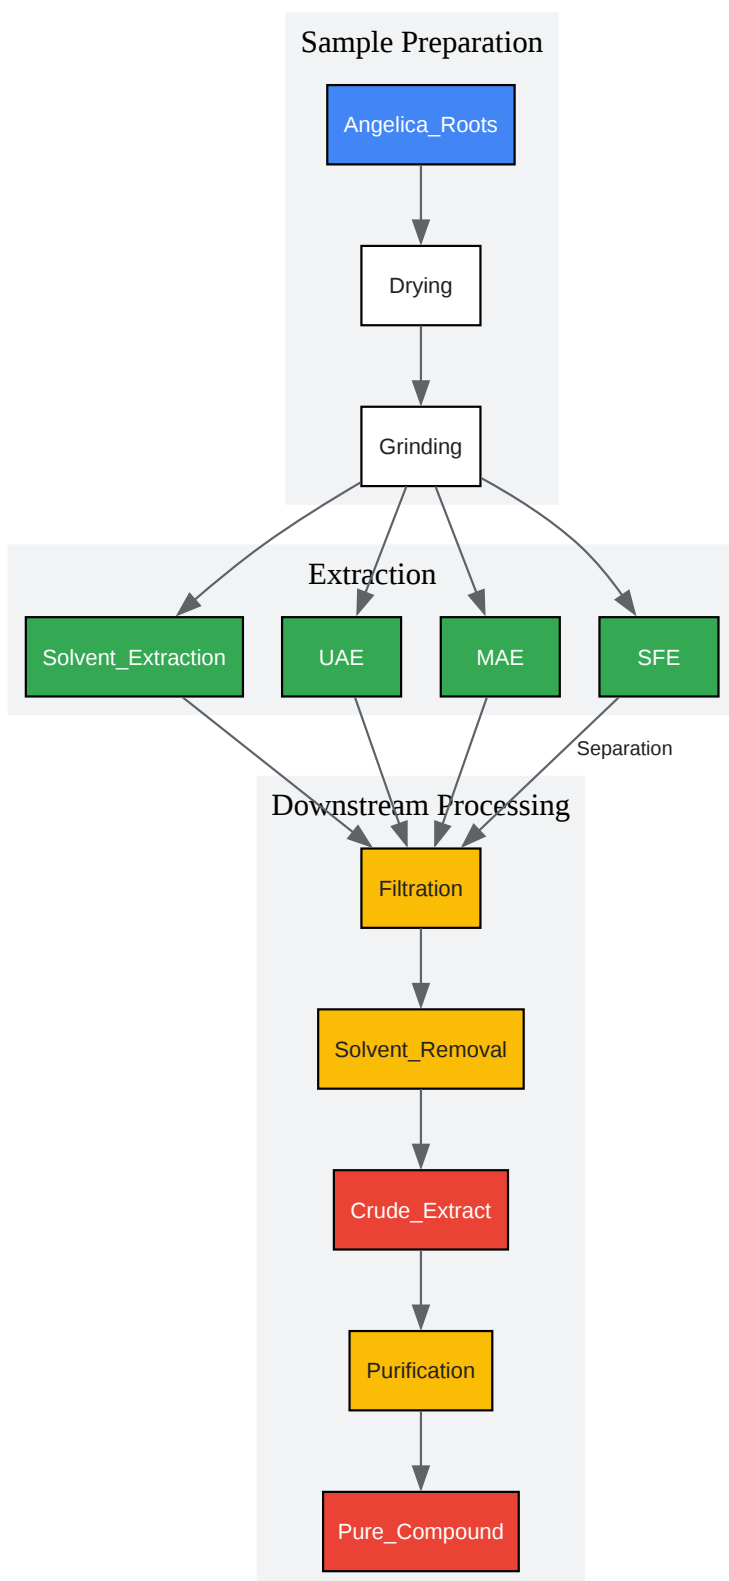 Sample Preparation
Angelica_Roots
Drying
Grinding
Extraction
Solvent_Extraction
UAE
MAE
SFE
Separation
Downstream Processing
Filtration
Solvent_Removal
Crude_Extract
Purification
Pure_Compound